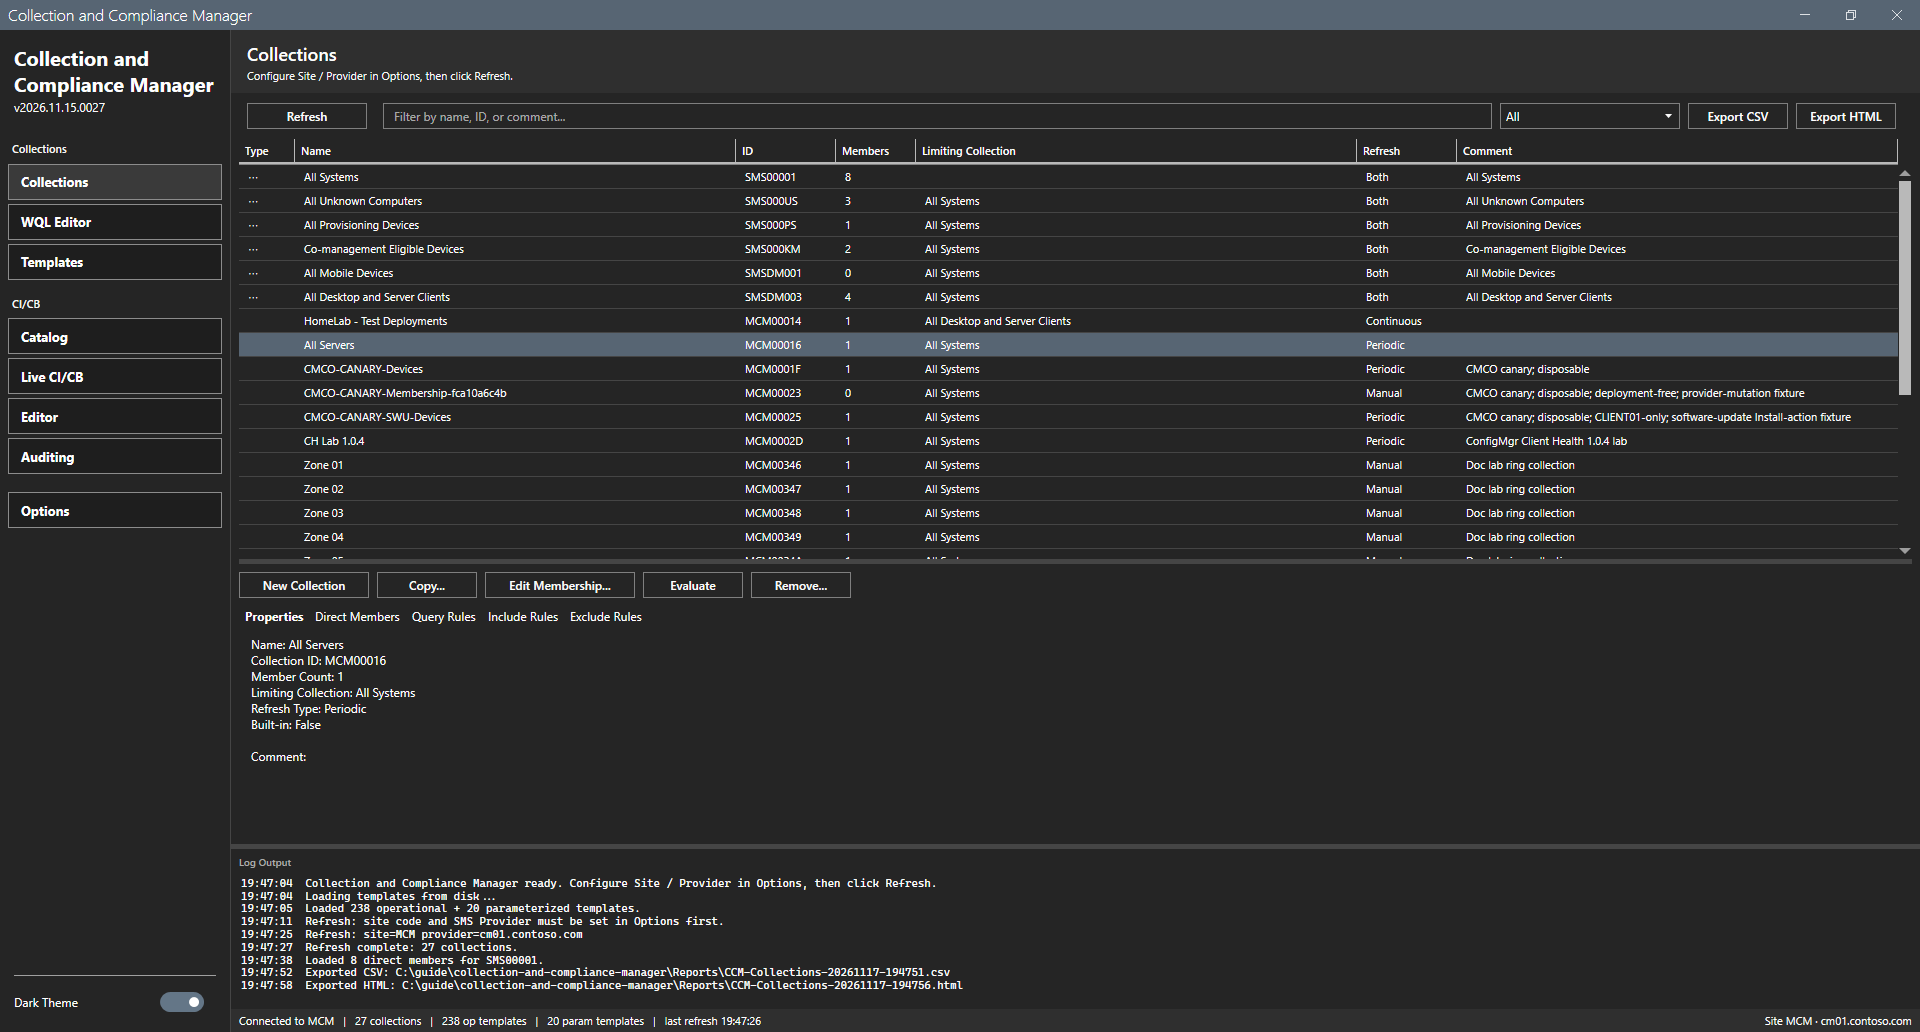 Collection and Compliance Manager
Collection and
Compliance Manager
v2026.11.15.0027
Collections
Collections
WQL Editor
Templates
CI/CB
Catalog
Live CI/CB
Editor
Auditing
Options
Dark Theme
Collections
Configure Site / Provider in Options, then click Refresh.
Refresh Filter by name, ID, or comment... All Export CSV Export HTML
Type Name ID Members Limiting Collection Refresh Comment
... All Systems SMS00001 8 Both All Systems
... All Unknown Computers SMS000US 3 All Systems Both All Unknown Computers
... All Provisioning Devices SMS000PS 1 All Systems Both All Provisioning Devices
... Co-management Eligible Devices SMS000KM 2 All Systems Both Co-management Eligible Devices
... All Mobile Devices SMSDM001 0 All Systems Both All Mobile Devices
... All Desktop and Server Clients SMSDM003 4 All Systems Both All Desktop and Server Clients
HomeLab - Test Deployments MCM00014 1 All Desktop and Server Clients Continuous
All Servers MCM00016 1 All Systems Periodic
CMCO-CANARY-Devices MCM0001F 1 All Systems Periodic CMCO canary; disposable
CMCO-CANARY-Membership-fca10a6c4b MCM00023 0 All Systems Manual CMCO canary; disposable; deployment-free; provider-mutation fixture
CMCO-CANARY-SWU-Devices MCM00025 1 All Systems Periodic CMCO canary; disposable; CLIENT01-only; software-update Install-action fixture
CH Lab 1.0.4 MCM0002D 1 All Systems Periodic ConfigMgr Client Health 1.0.4 lab
Zone 01 MCM00346 1 All Systems Manual Doc lab ring collection
Zone 02 MCM00347 1 All Systems Manual Doc lab ring collection
Zone 03 MCM00348 1 All Systems Manual Doc lab ring collection
Zone 04 MCM00349 1 All Systems Manual Doc lab ring collection
New Collection Copy... Edit Membership... Evaluate Remove...
Properties Direct Members Query Rules Include Rules Exclude Rules
Name: All Servers
Collection ID: MCM00016
Member Count: 1
Limiting Collection: All Systems
Refresh Type: Periodic
Built-in: False
Comment:
Log Output
19:47:04 Collection and Compliance Manager ready. Configure Site / Provider in Options, then click Refresh.
19:47:04 Loading templates from disk...
19:47:05 Loaded 238 operational + 20 parameterized templates.
19:47:11 Refresh: site code and SMS Provider must be set in Options first.
19:47:25 Refresh: site=MCM provider=cm01.contoso.com
19:47:27 Refresh complete: 27 collections.
19:47:38 Loaded 8 direct members for SMS00001.
19:47:52 Exported CSV: C:\guide\collection-and-compliance-manager\Reports\CCM-Collections-20261117-194751.csv
19:47:58 Exported HTML: C:\guide\collection-and-compliance-manager\Reports\CCM-Collections-20261117-194756.html
Connected to MCM | 27 collections | 238 op templates | 20 param templates | last refresh 19:47:26
Site MCM · cm01.contoso.com